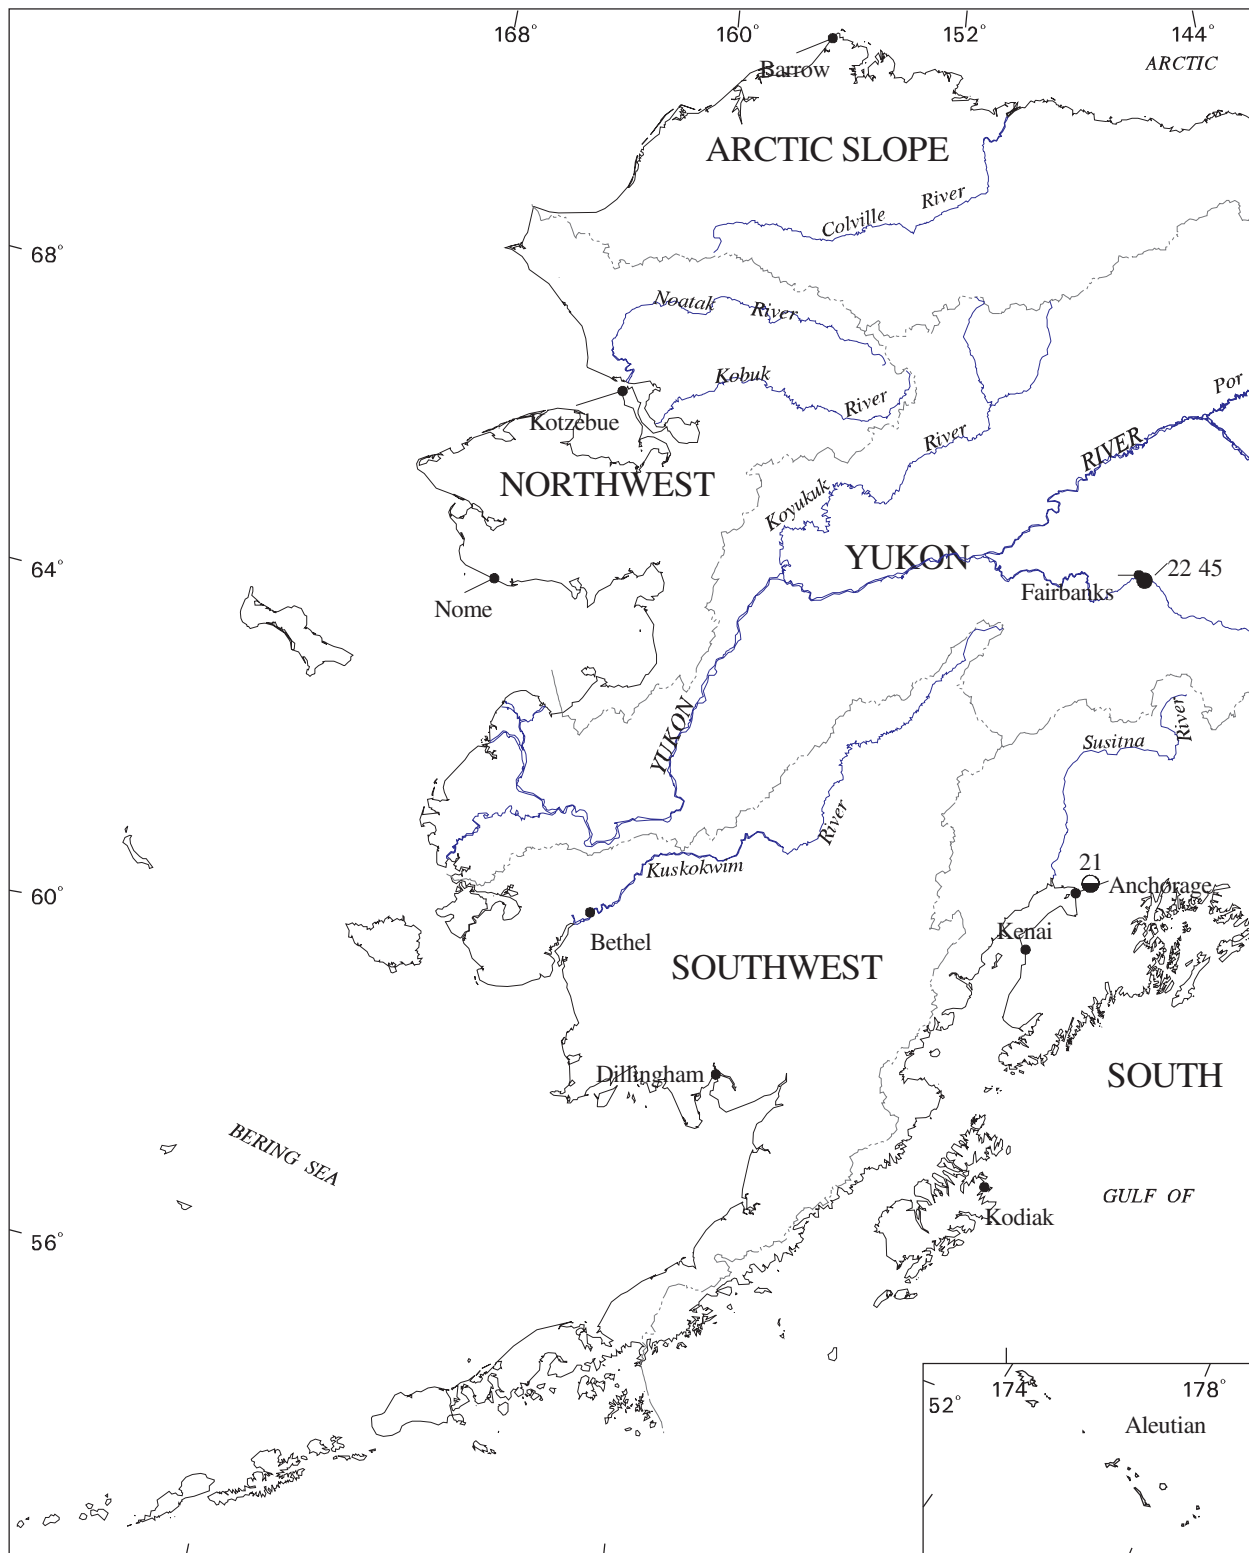 168° 160° 152° 144°
Barrow
ARCTIC
ARCTIC SLOPE
Colville River
68°
Noatak River
Kobuk River
Por
Kotzebue
River
RIVER
NORTHWEST
Koyukuk
64°
YUKON
22 45
Fairbanks
Nome
YUKON
Susitna River
River
21
Kuskokwim
60°
Anchorage
Bethel
Kenai
SOUTHWEST
Dillingham
SOUTH
BERING SEA
GULF OF
Kodiak
56°
174° 178°
52°
Aleutian